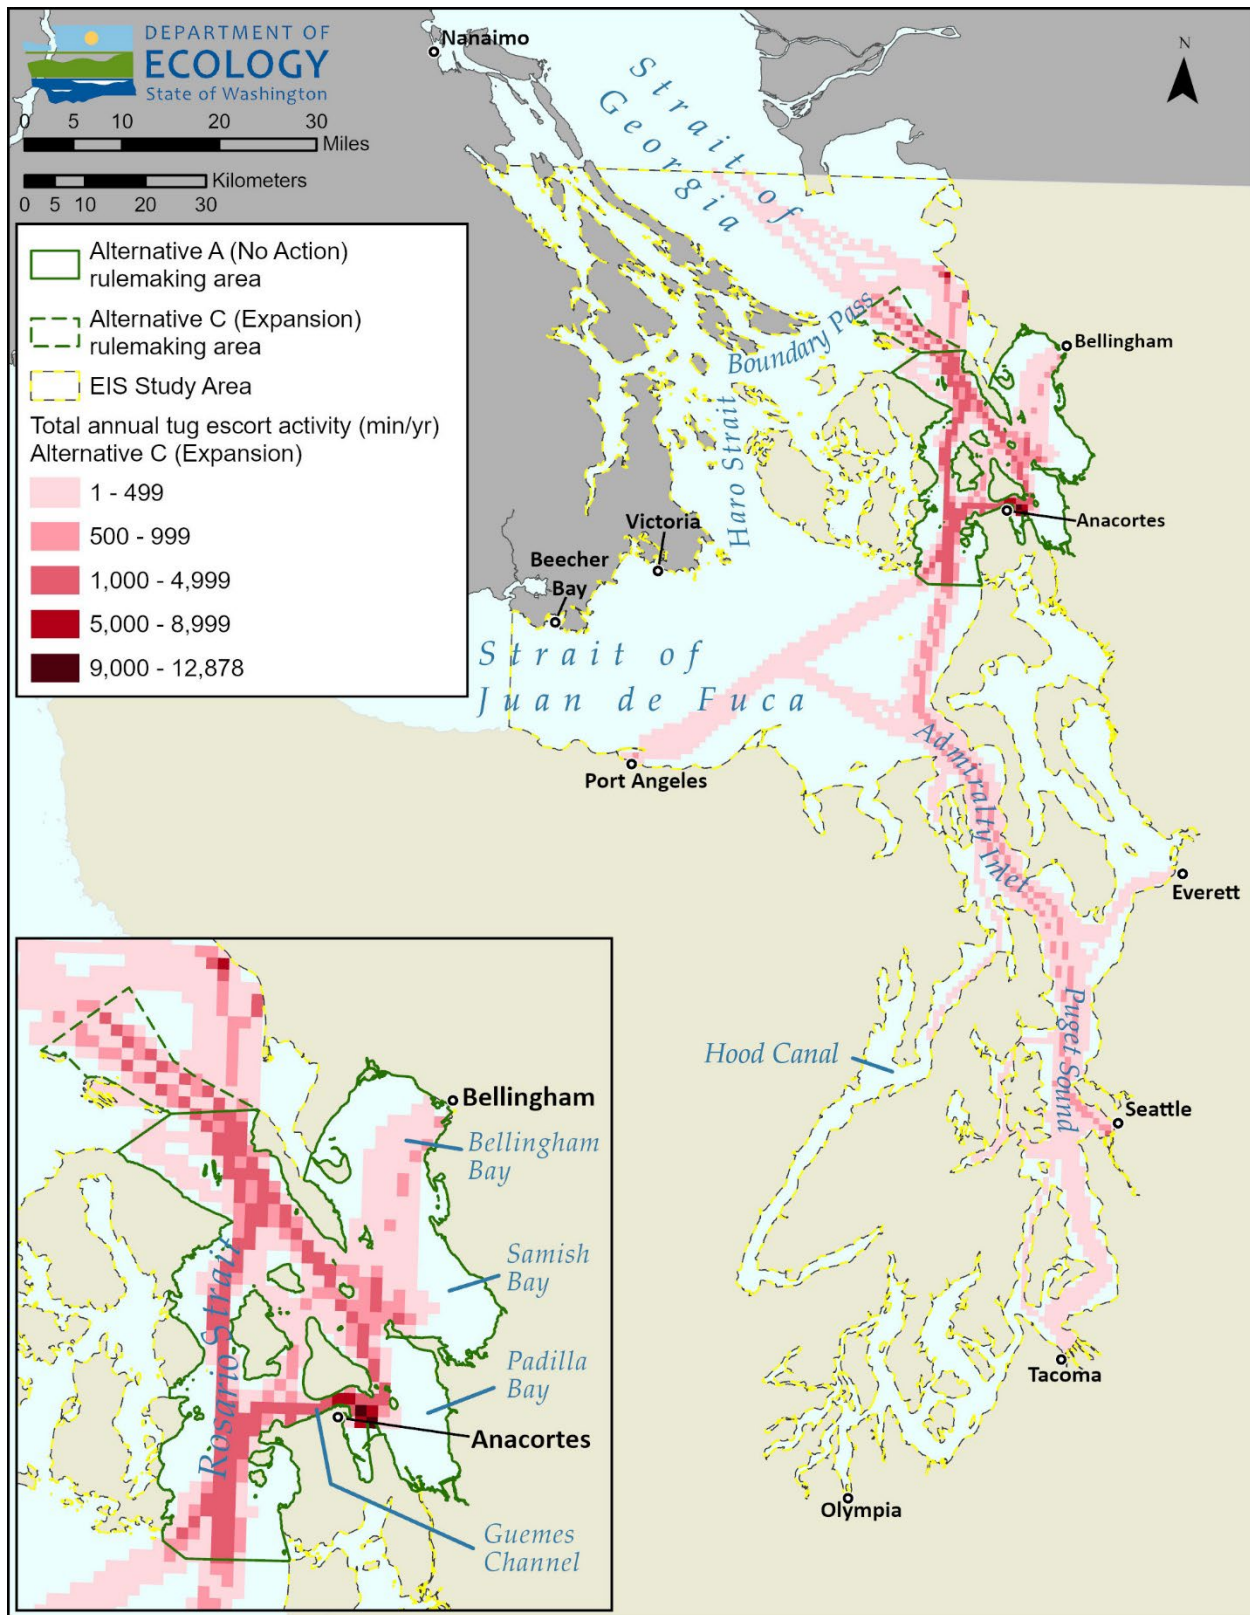 DEPARTMENT OF
ECOLOGY
State of Washington
0 5 10 20 30
Miles
Kilometers
0 5 10 20 30
Alternative A (No Action)
rulemaking area
Alternative C (Expansion)
rulemaking area
EIS Study Area
Total annual tug escort activity (min/yr)
Alternative C (Expansion)
1 - 499
500 - 999
1,000 - 4,999
5,000 - 8,999
9,000 - 12,878
N
Nanaimo
Strait of
Georgia
Boundary Pass
Bellingham
Haro Strait
Anacortes
Victoria
Beecher
Bay
Strait of
Juan de Fuca
Port Angeles
Admiralty Inlet
Everett
Puget Sound
Hood Canal
Seattle
Tacoma
Olympia
Bellingham
Bellingham
Bay
Samish
Bay
Rosario Strait
Padilla
Bay
Anacortes
Guemes
Channel